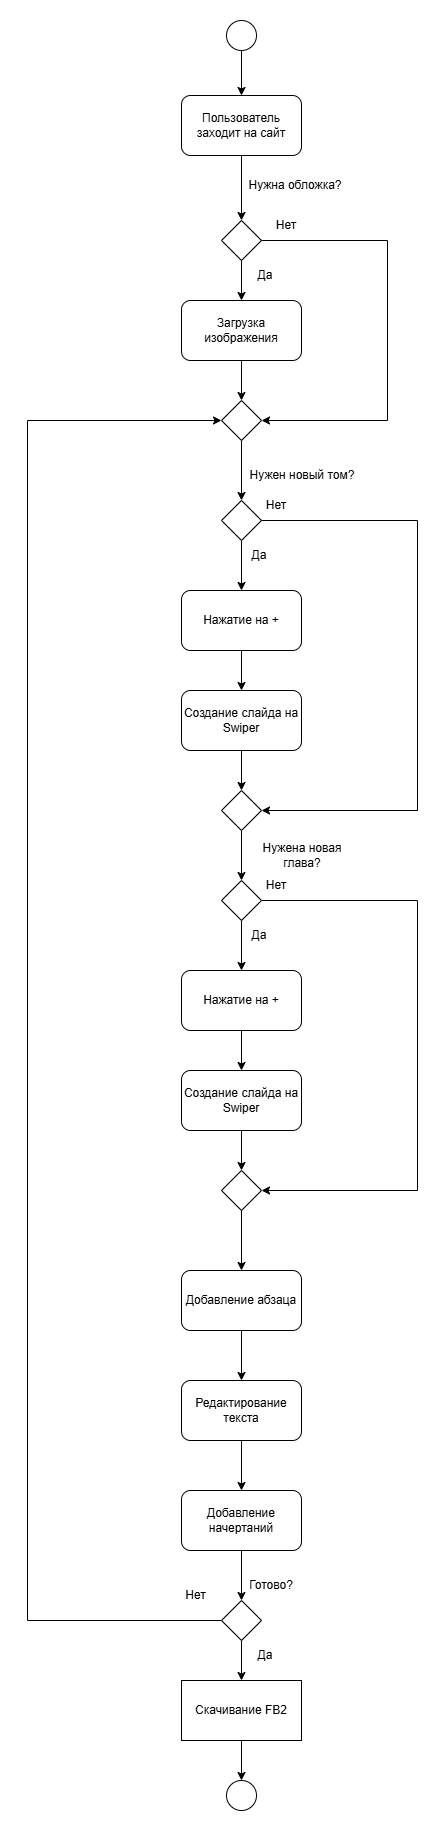 Пользователь
заходит на сайт
Нужна обложка?
Нет
Да
Загрузка
изображения
Нужен новый том?
Нет
Да
Нажатие на +
Создание слайда на
Swiper
Нужена новая
глава?
Нет
Да
Нажатие на +
Создание слайда на
Swiper
Добавление абзаца
Редактирование
текста
Добавление
начертаний
Готово?
Нет
Да
Скачивание FB2